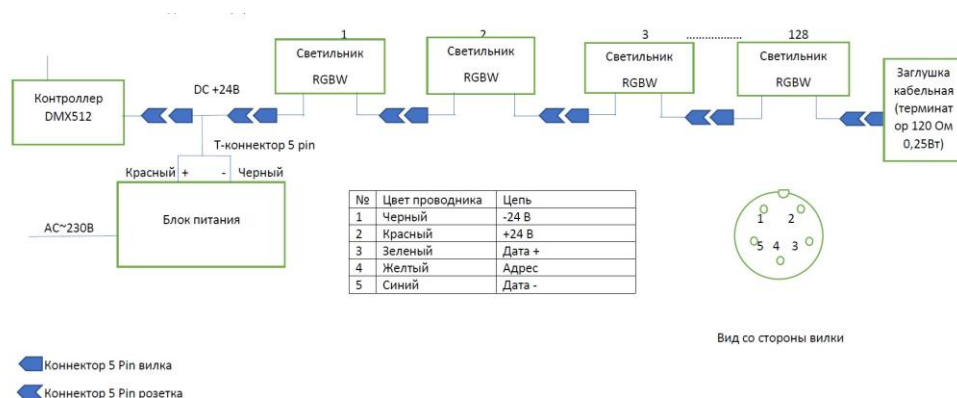 1
2
3
..................
128
Светильник
RGBW
Светильник
RGBW
Светильник
RGBW
Светильник
RGBW
Контроллер
DMX512
DC +24В
Заглушка
кабельная
(терминат
ор 120 Ом
0,25Вт)
Т-коннектор 5 pin
Красный +
- Черный
AC~230В
Блок питания
№ Цвет проводника Цепь
1 Черный -24 В
2 Красный +24 В
3 Зеленый Дата +
4 Желтый Адрес
5 Синий Дата -
1 2
5 4 3
Вид со стороны вилки
Коннектор 5 Pin вилка
Коннектор 5 Pin розетка